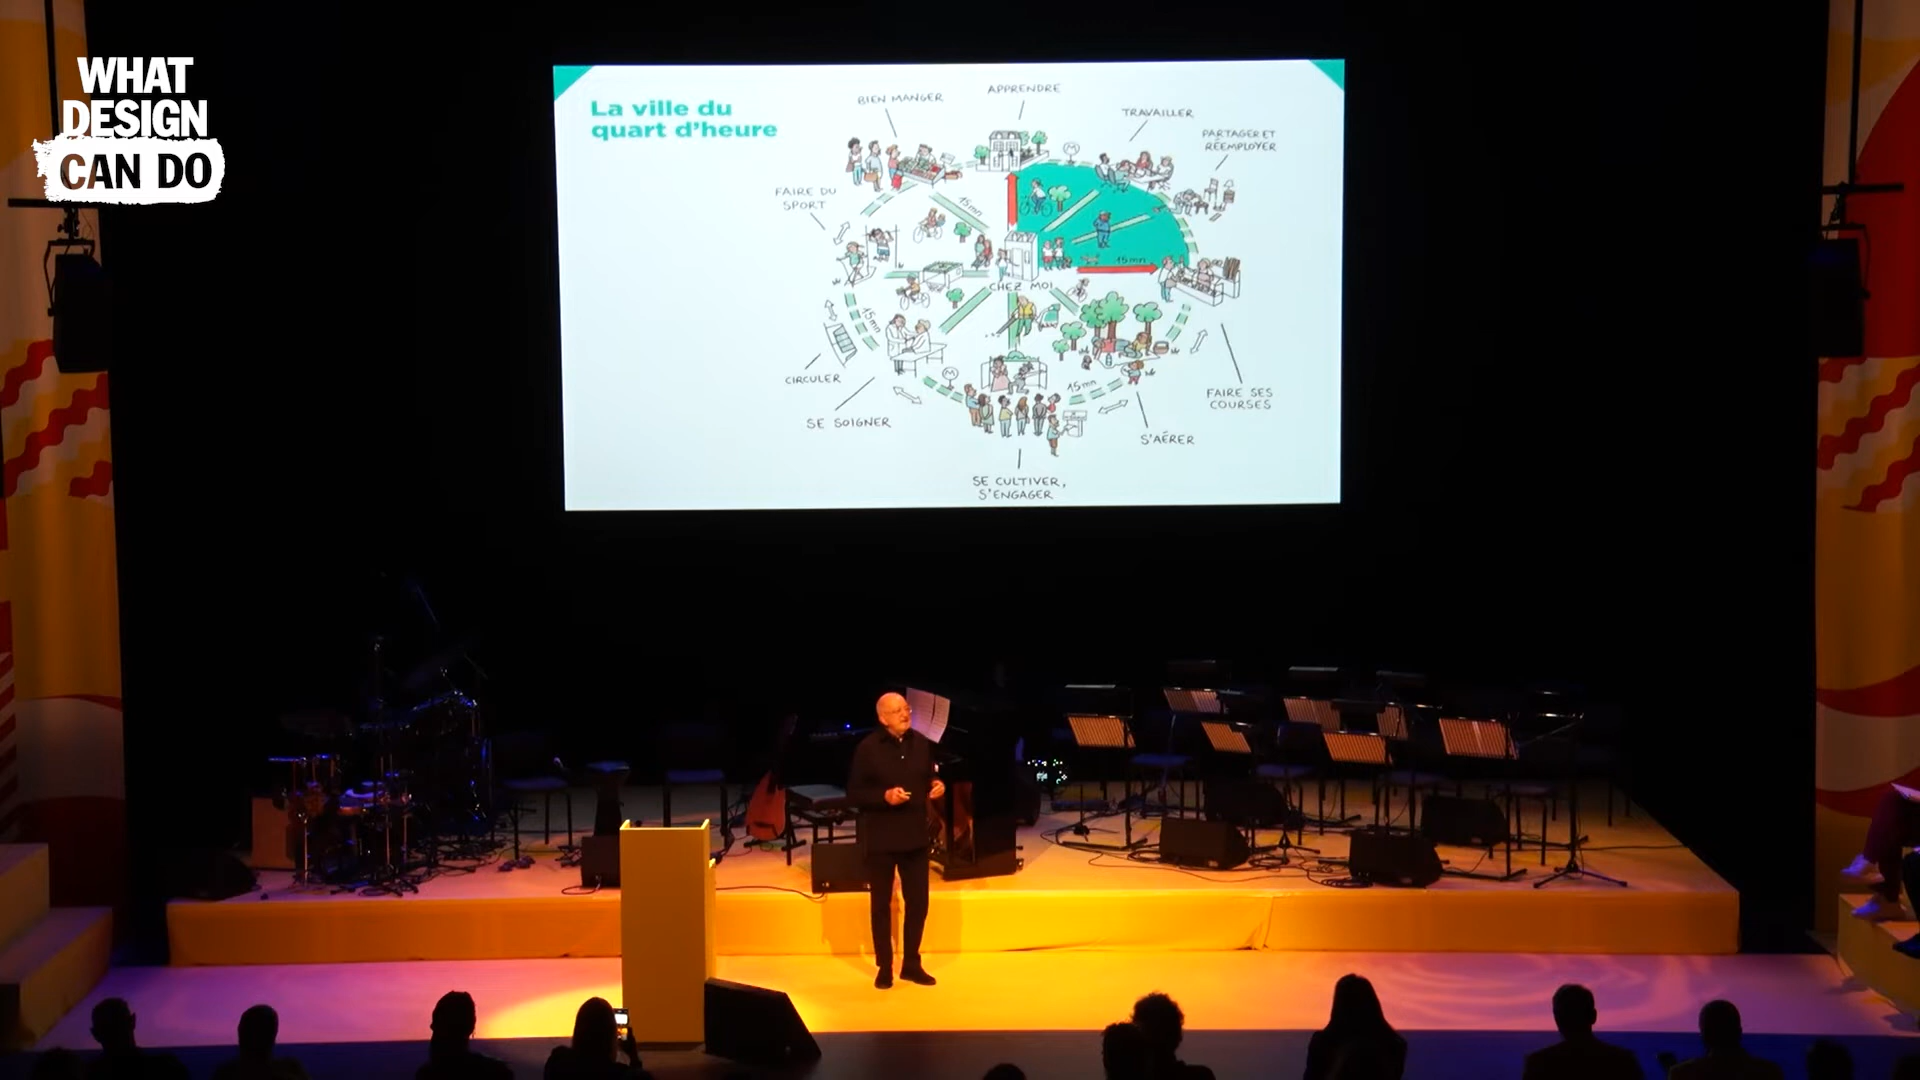 WHAT
DESIGN
CAN DO
La ville du
quart d'heure
BIEN MANGER
APPRENDRE
TRAVAILLER
PARTAGER ET
RÉEMPLOYER
FAIRE DU
SPORT
15mn
M
15mn
CHEZ MOI
15mn
CIRCULER
M
15mn
FAIRE SES
COURSES
SE SOIGNER
S'AÉRER
SE CULTIVER,
S'ENGAGER